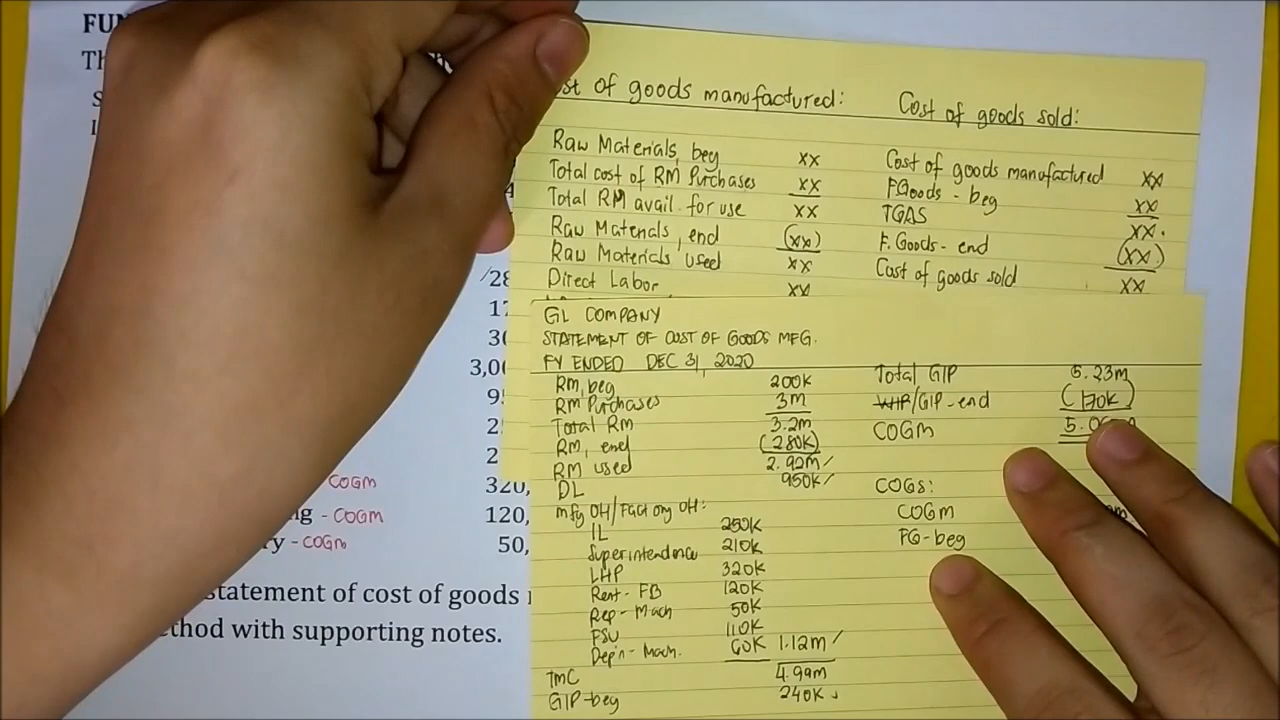 FUN
Th
S
I
4
28
17
30
3,00
95
25
2
COGM 320,
ng - COGM 120,
ry - COGM 50,
statement of cost of goods
ethod with supporting notes.
st of goods manufactured:
Raw Materials, beg xx
Total cost of RM Purchases xx
Total RM avail. for use xx
Raw Materials, end (xx)
Raw Materials used xx
Direct Labor xx
Cost of goods sold:
Cost of goods manufactured xx
FGoods - beg xx
TGAS xx.
F. Goods - end (xx)
Cost of goods sold xx
GL COMPANY
STATEMENT OF COST OF GOODS MFG.
FY ENDED DEC 31, 2020
RM, beg 200K
RM Purchases 3m
Total RM 3.2m
RM, end (280K)
RM used 2.92m/
DL 950K/
mfg OH/Factory OH:
IL 250K
Superintendence 210K
LHP 320K
Rent - FB 120K
Rep - Mach 50K
FSU 110K
Dep'n - Mach. 60K 1.12m/
TMC 4.99m
GIP-beg 240K
Total GIP 5.23m
WIP/GIP-end (170K)
COGM 5.0
COGS:
COGM
FG-beg